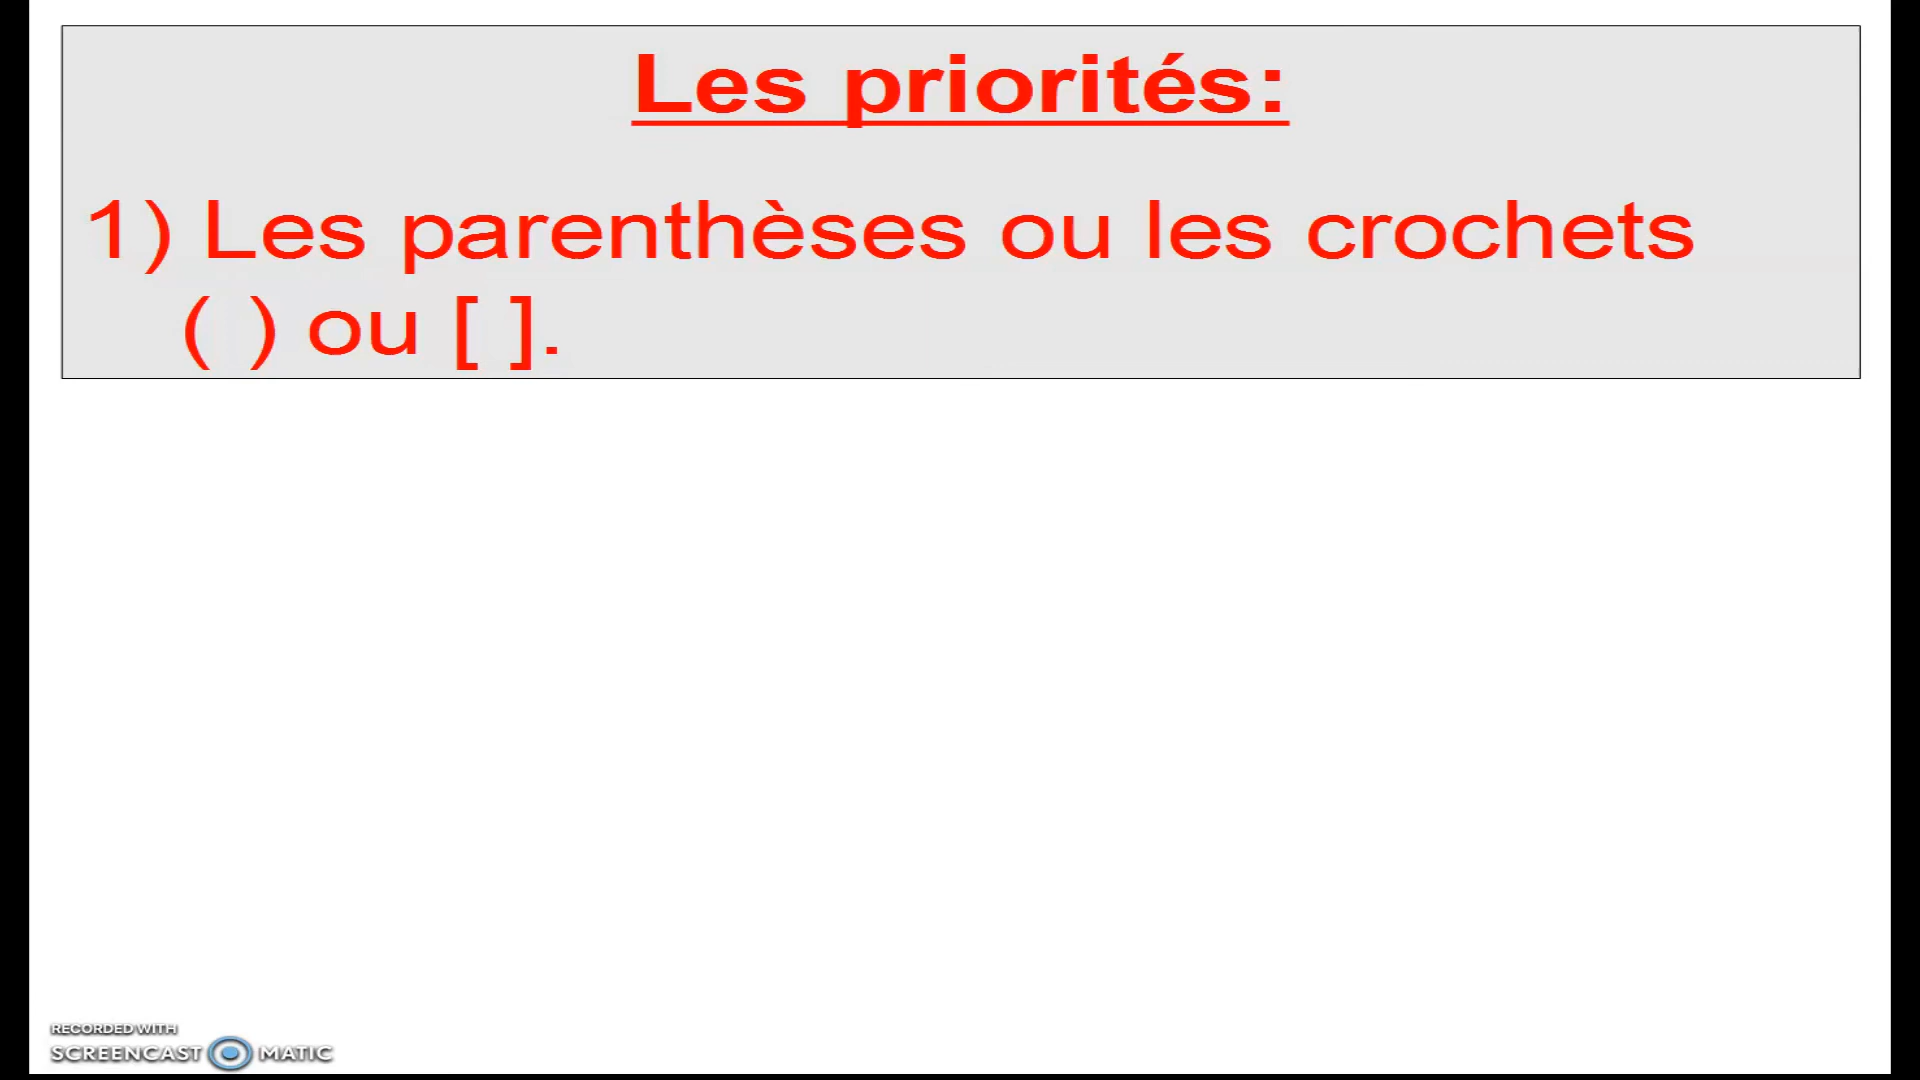 Les priorités:
1) Les parenthèses ou les crochets
( ) ou [ ].
RECORDED WITH
SCREENCAST MATIC